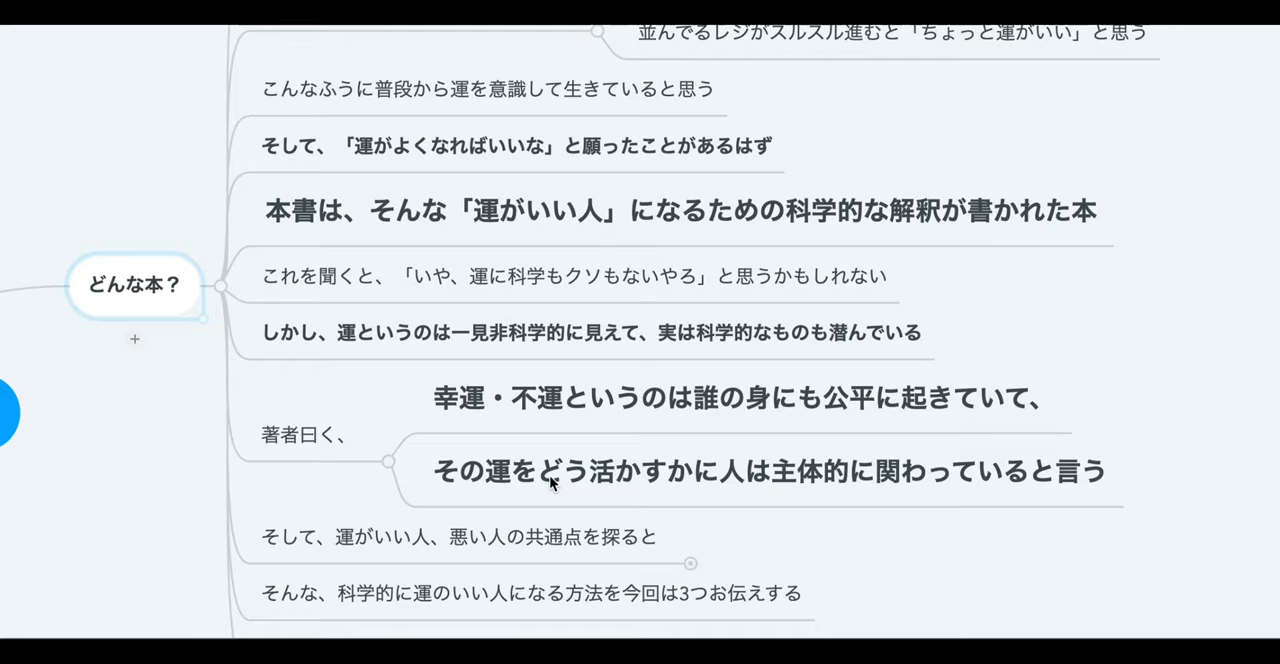 並んでるレジがスルスル進むと「ちょっと運がいい」と思う
こんなふうに普段から運を意識して生きていると思う
そして、「運がよくなればいいな」と願ったことがあるはず
本書は、そんな「運がいい人」になるための科学的な解釈が書かれた本
どんな本？
これを聞くと、「いや、運に科学もクソもないやろ」と思うかもしれない
しかし、運というのは一見非科学的に見えて、実は科学的なものも潜んでいる
幸運・不運というのは誰の身にも公平に起きていて、
著者曰く、
その運をどう活かすかに人は主体的に関わっていると言う
そして、運がいい人、悪い人の共通点を探ると
そんな、科学的に運のいい人になる方法を今回は3つお伝えする